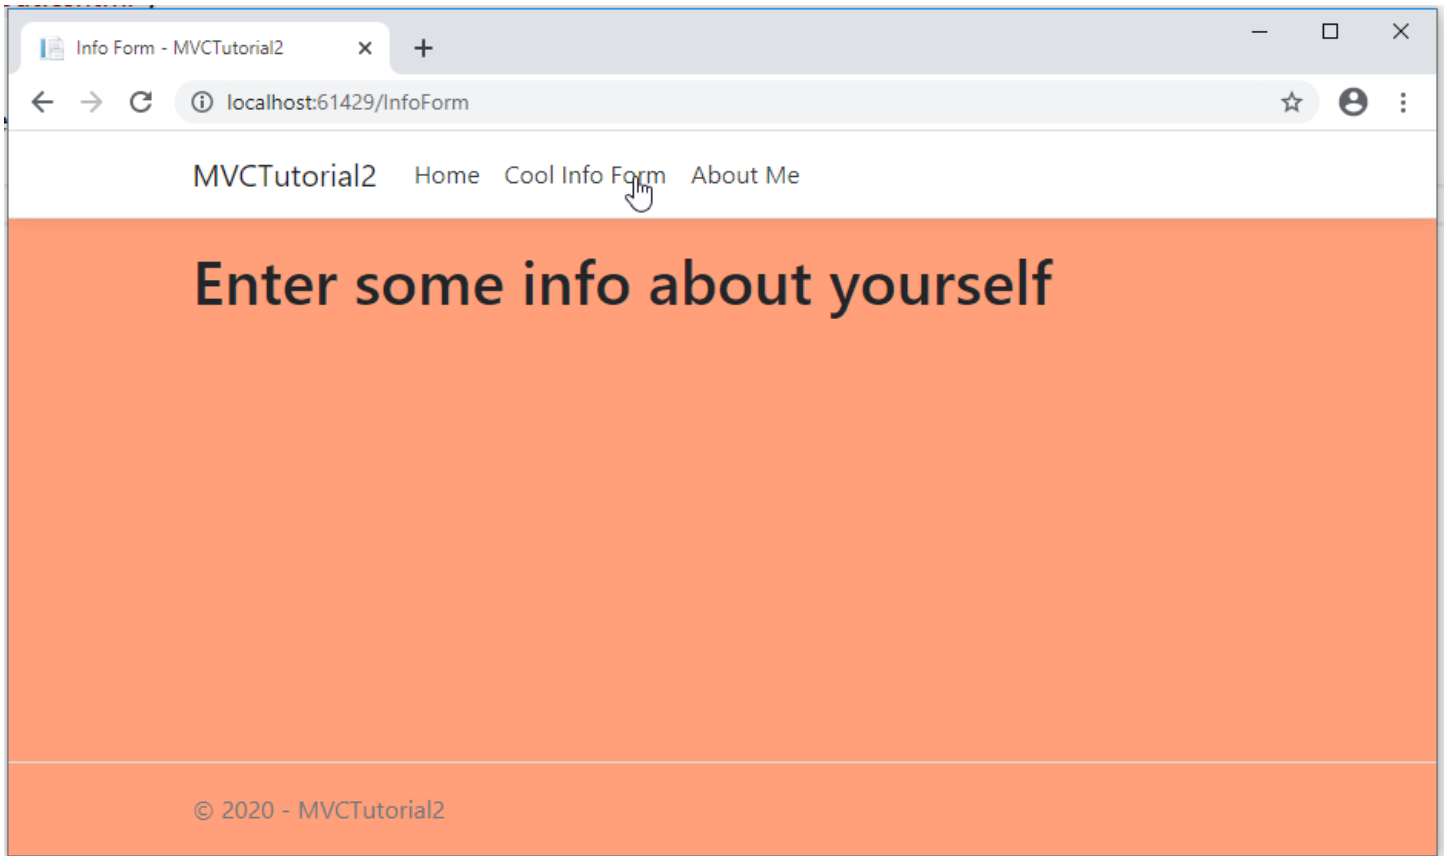 Info Form - MVCTutorial2
localhost:61429/InfoForm
MVCTutorial2 Home Cool Info Form About Me
Enter some info about yourself
© 2020 - MVCTutorial2